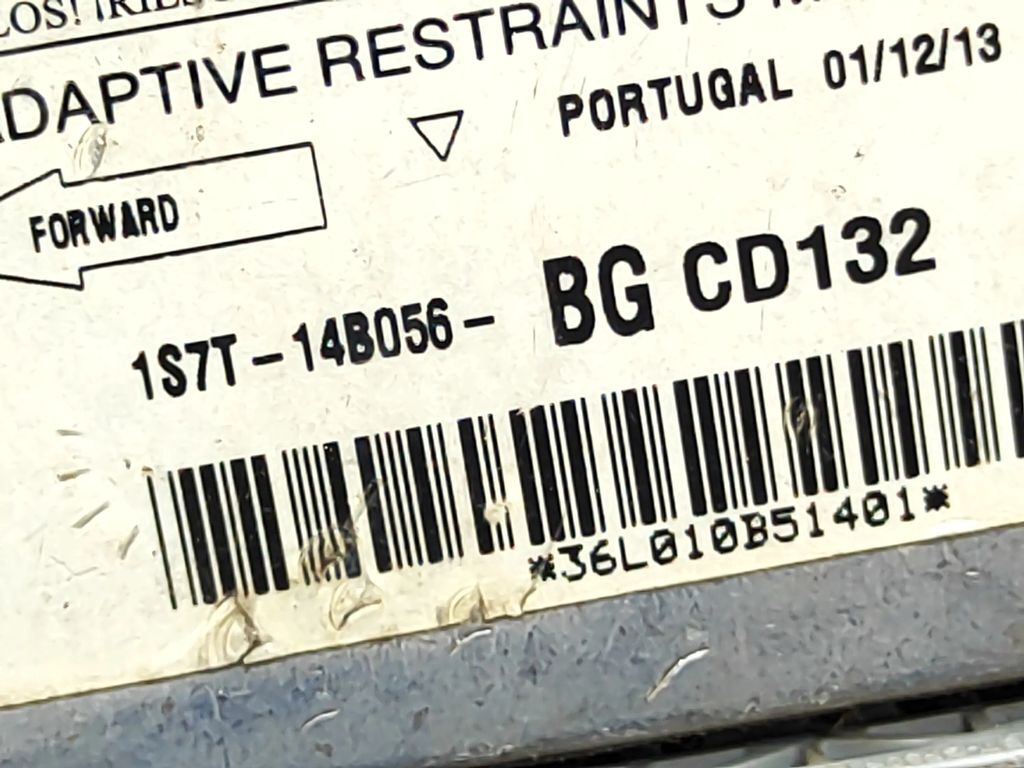 ADAPTIVE RESTRAINTS
PORTUGAL 01/12/13
FORWARD
1S7T-14B056- BG CD132
*36L010B51401*